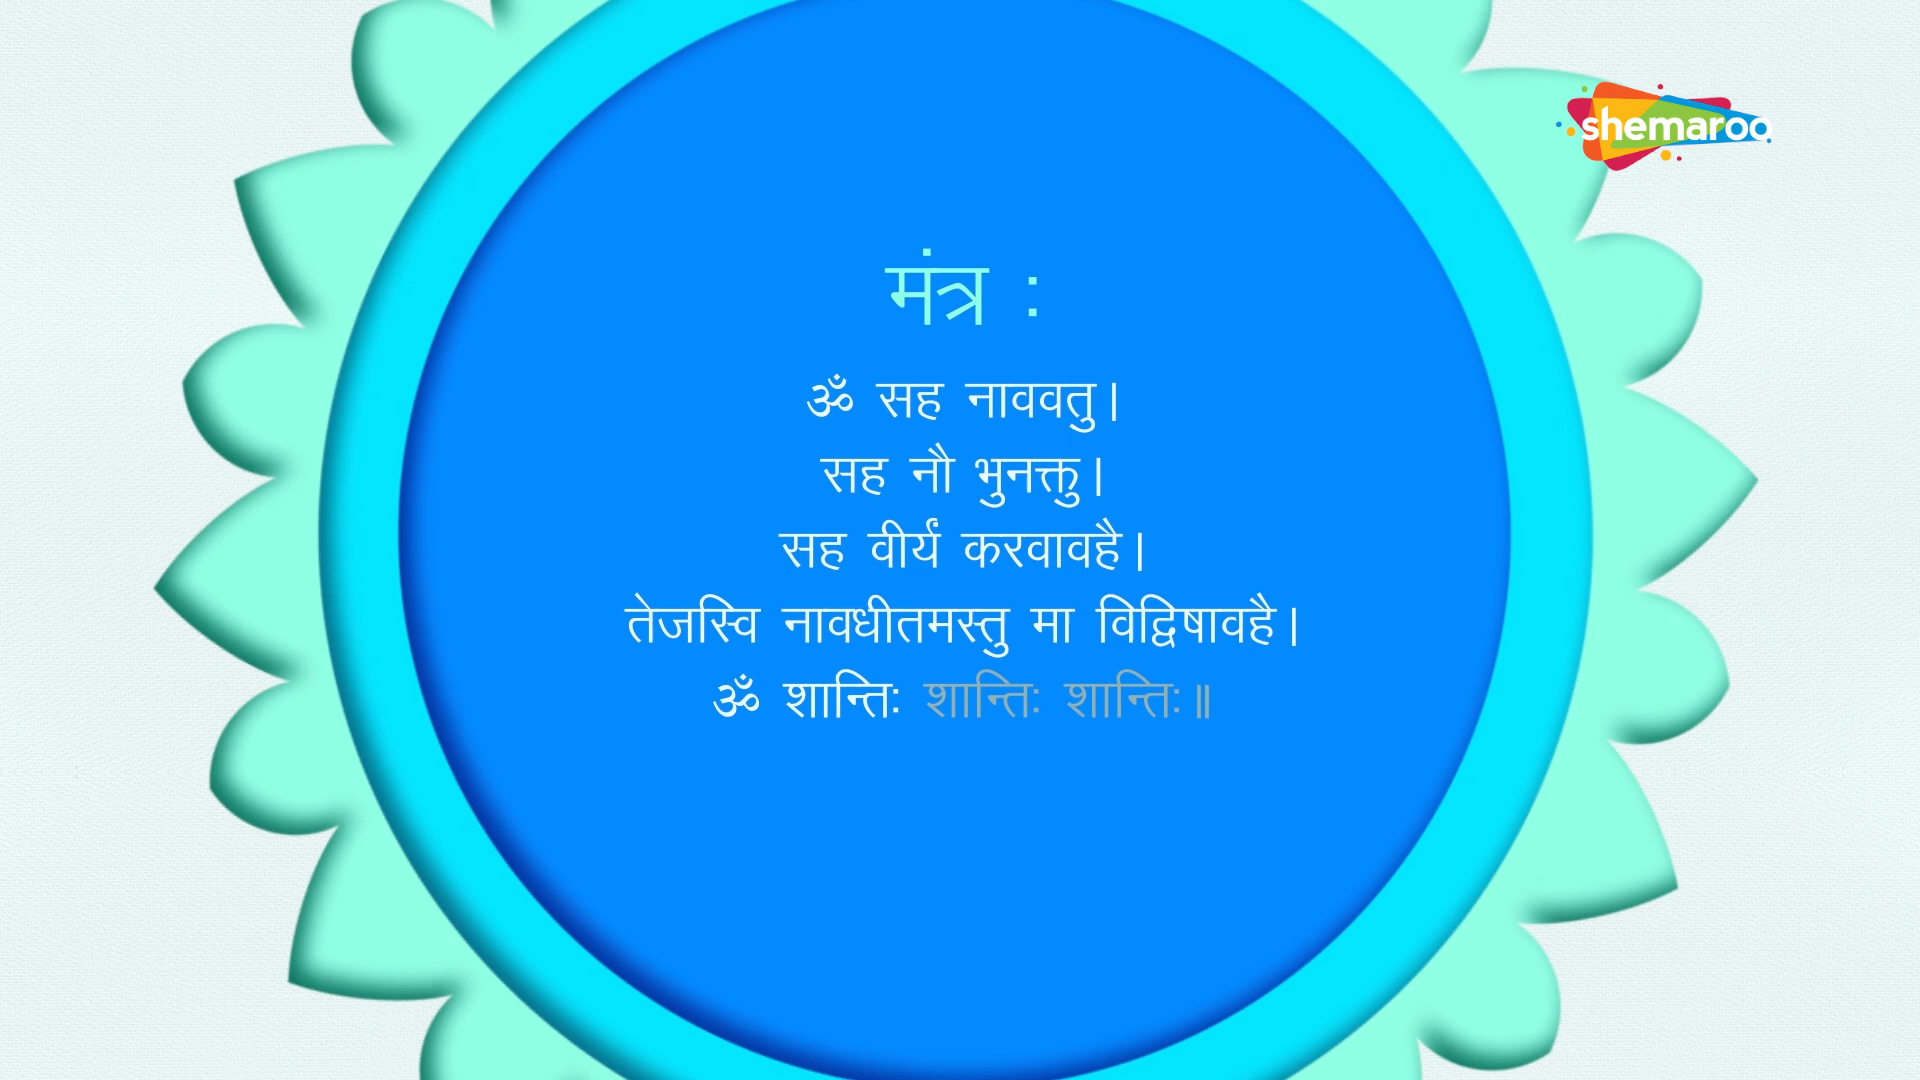 shemaroo
मंत्र :
ॐ सह नाववतु।
सह नौ भुनक्तु।
सह वीर्यं करवावहै।
तेजस्वि नावधीतमस्तु मा विद्विषावहै।
ॐ शान्तिः शान्तिः शान्तिः॥